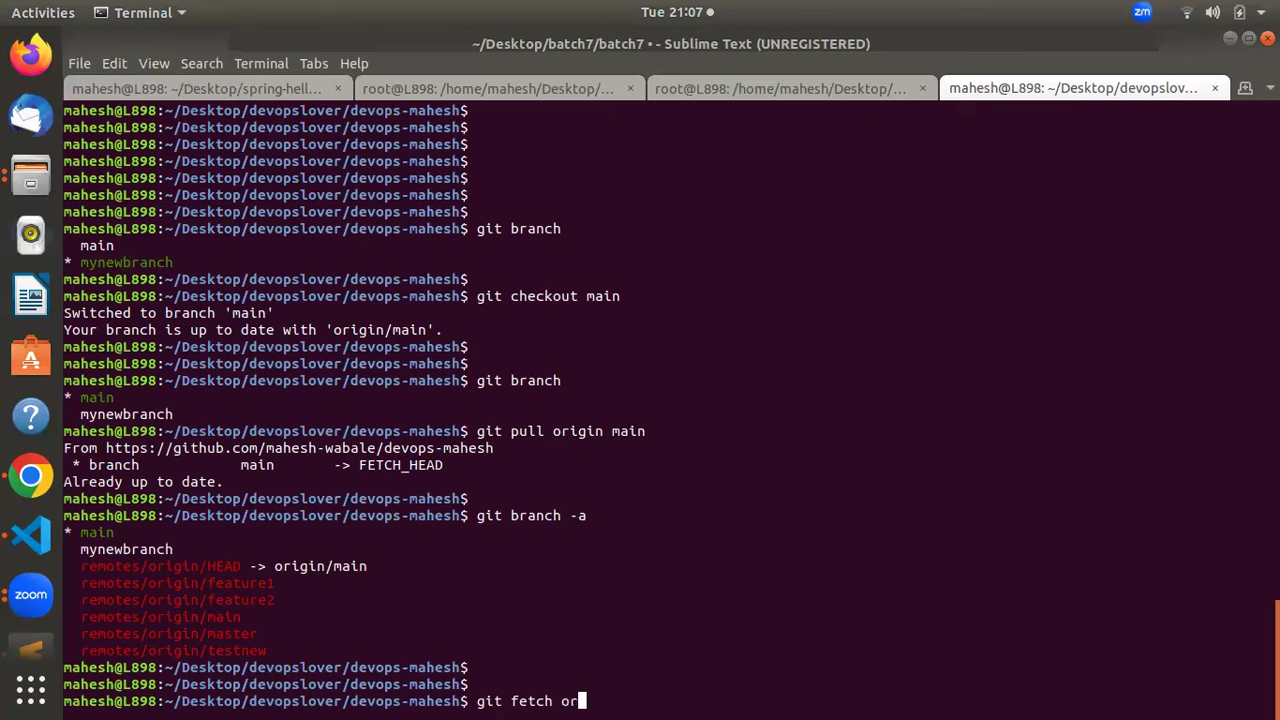 Activities Terminal Tue 21:07 zm
~/Desktop/batch7/batch7 • - Sublime Text (UNREGISTERED)
File Edit View Search Terminal Tabs Help
mahesh@L898: ~/Desktop/spring-hell... × root@L898: /home/mahesh/Desktop/... × root@L898: /home/mahesh/Desktop/... × mahesh@L898: ~/Desktop/devopslov... ×
mahesh@L898:~/Desktop/devopslover/devops-mahesh$
mahesh@L898:~/Desktop/devopslover/devops-mahesh$
mahesh@L898:~/Desktop/devopslover/devops-mahesh$
mahesh@L898:~/Desktop/devopslover/devops-mahesh$
mahesh@L898:~/Desktop/devopslover/devops-mahesh$
mahesh@L898:~/Desktop/devopslover/devops-mahesh$
mahesh@L898:~/Desktop/devopslover/devops-mahesh$
mahesh@L898:~/Desktop/devopslover/devops-mahesh$ git branch
main
* mynewbranch
mahesh@L898:~/Desktop/devopslover/devops-mahesh$
mahesh@L898:~/Desktop/devopslover/devops-mahesh$ git checkout main
Switched to branch 'main'
Your branch is up to date with 'origin/main'.
mahesh@L898:~/Desktop/devopslover/devops-mahesh$
mahesh@L898:~/Desktop/devopslover/devops-mahesh$
mahesh@L898:~/Desktop/devopslover/devops-mahesh$ git branch
* main
mynewbranch
mahesh@L898:~/Desktop/devopslover/devops-mahesh$ git pull origin main
From https://github.com/mahesh-wabale/devops-mahesh
* branch main -> FETCH_HEAD
Already up to date.
mahesh@L898:~/Desktop/devopslover/devops-mahesh$
mahesh@L898:~/Desktop/devopslover/devops-mahesh$ git branch -a
* main
mynewbranch
remotes/origin/HEAD -> origin/main
remotes/origin/feature1
remotes/origin/feature2
remotes/origin/main
remotes/origin/master
remotes/origin/testnew
mahesh@L898:~/Desktop/devopslover/devops-mahesh$
mahesh@L898:~/Desktop/devopslover/devops-mahesh$
mahesh@L898:~/Desktop/devopslover/devops-mahesh$ git fetch or
zoom